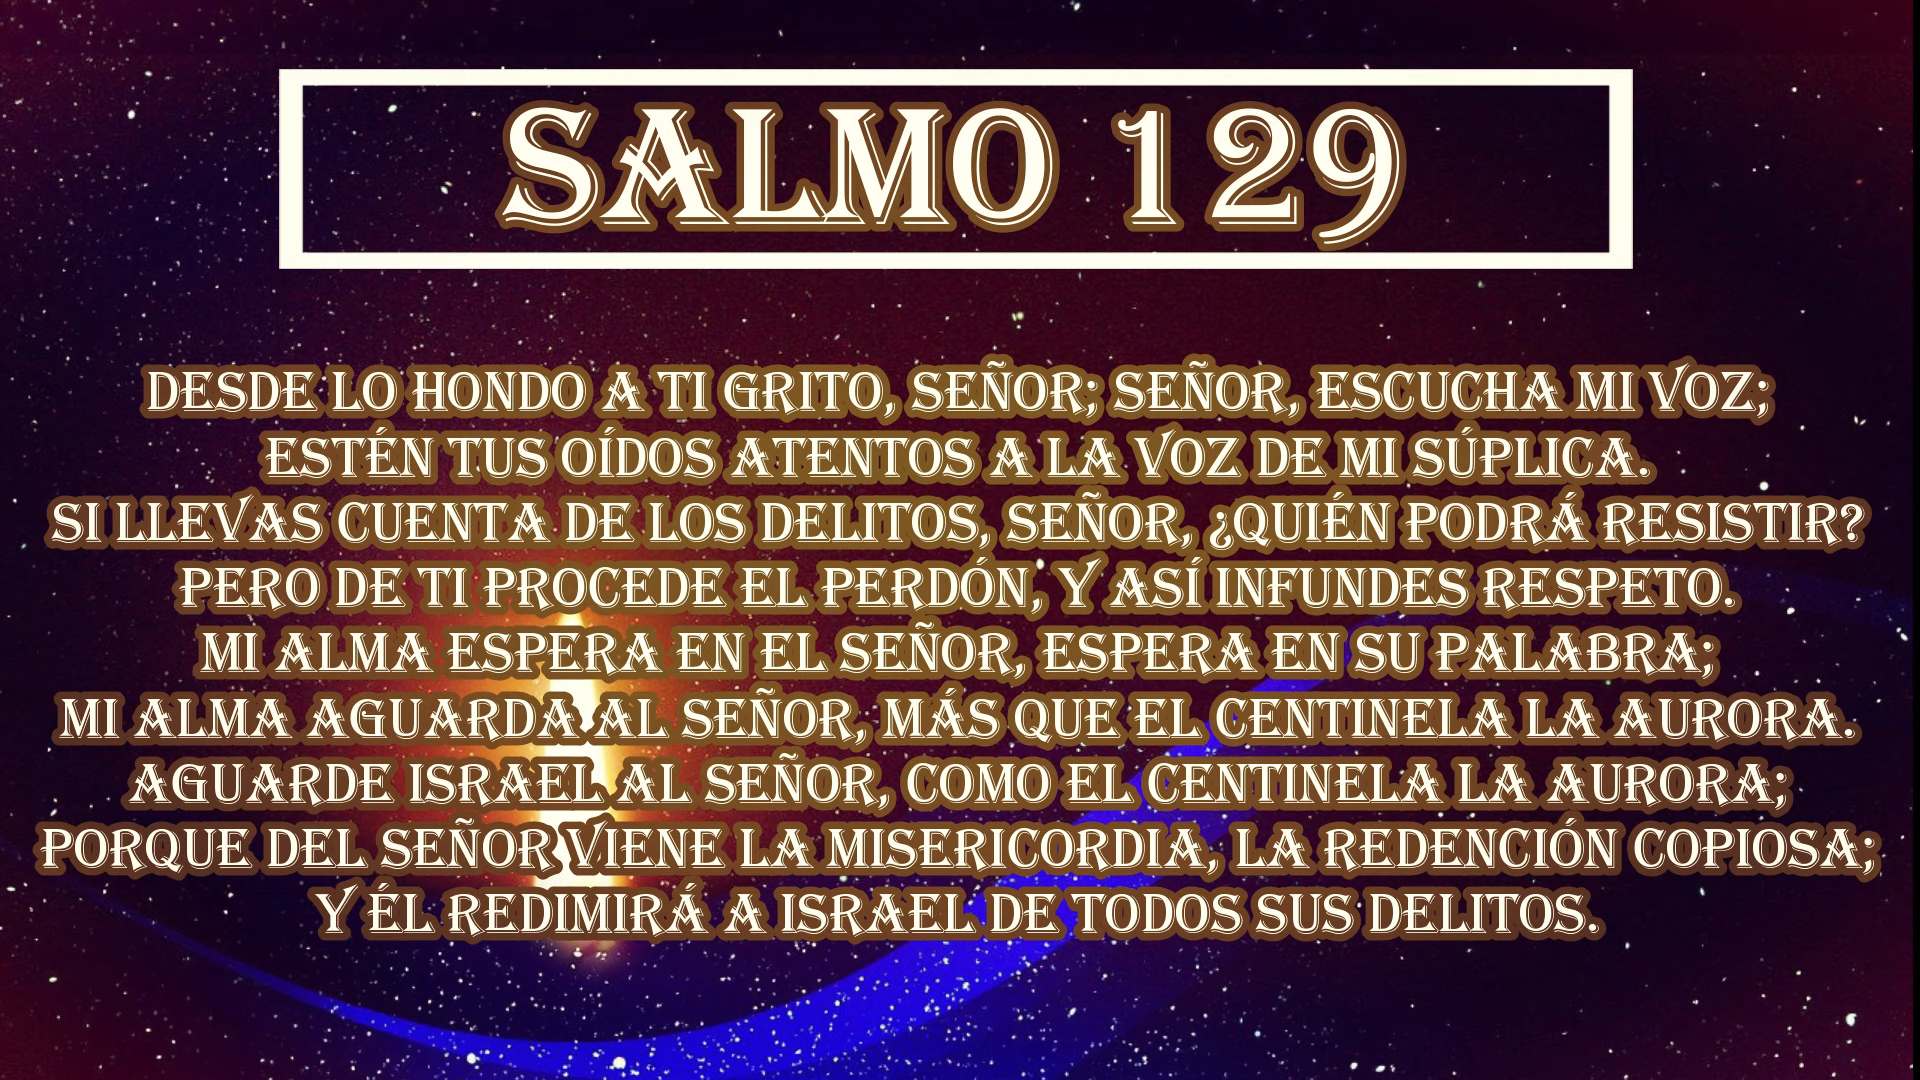 SALMO 129
DESDE LO HONDO A TI GRITO, SEÑOR; SEÑOR, ESCUCHA MI VOZ;
ESTÉN TUS OÍDOS ATENTOS A LA VOZ DE MI SÚPLICA.
SI LLEVAS CUENTA DE LOS DELITOS, SEÑOR, ¿QUIÉN PODRÁ RESISTIR?
PERO DE TI PROCEDE EL PERDÓN, Y ASÍ INFUNDES RESPETO.
MI ALMA ESPERA EN EL SEÑOR, ESPERA EN SU PALABRA;
MI ALMA AGUARDA AL SEÑOR, MÁS QUE EL CENTINELA LA AURORA.
AGUARDE ISRAEL AL SEÑOR, COMO EL CENTINELA LA AURORA;
PORQUE DEL SEÑOR VIENE LA MISERICORDIA, LA REDENCIÓN COPIOSA;
Y ÉL REDIMIRÁ A ISRAEL DE TODOS SUS DELITOS.